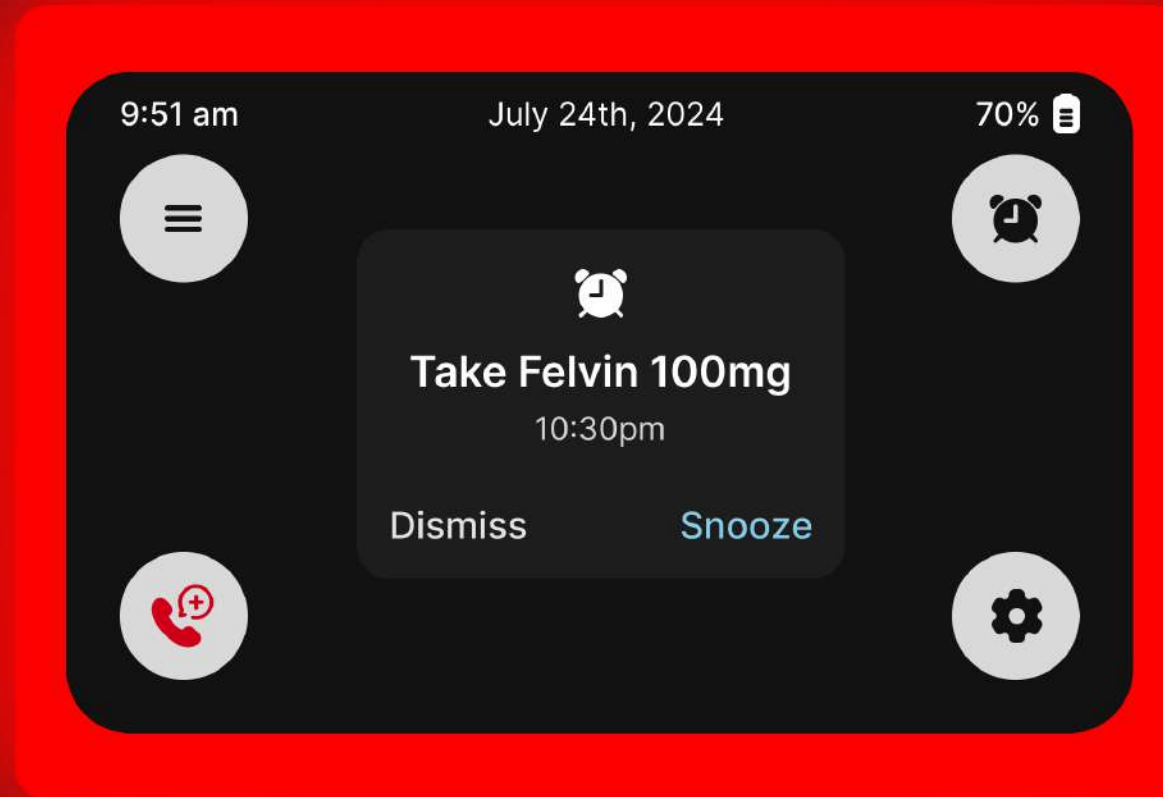 9:51 am
July 24th, 2024
70%
Take Felvin 100mg
10:30pm
Dismiss
Snooze